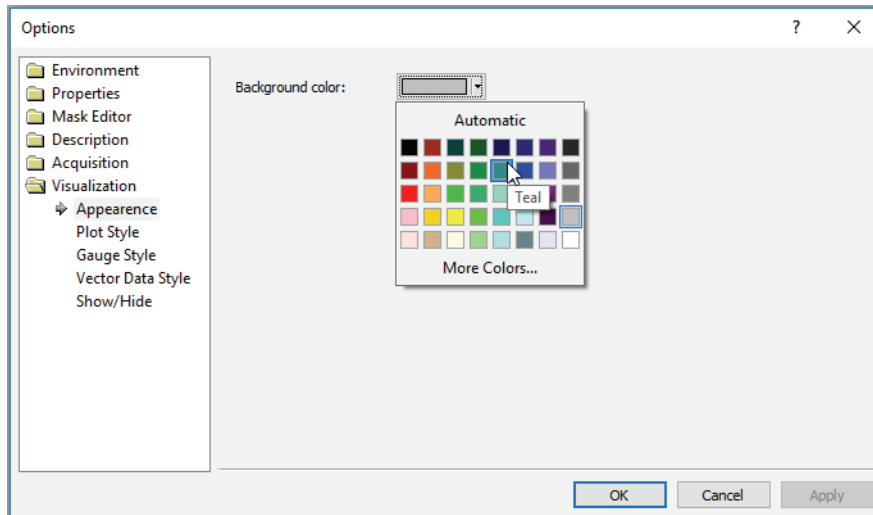 Options
?
Environment
Properties
Mask Editor
Description
Acquisition
Visualization
Appearence
Plot Style
Gauge Style
Vector Data Style
Show/Hide
Background color:
Automatic
Teal
More Colors...
OK
Cancel
Apply